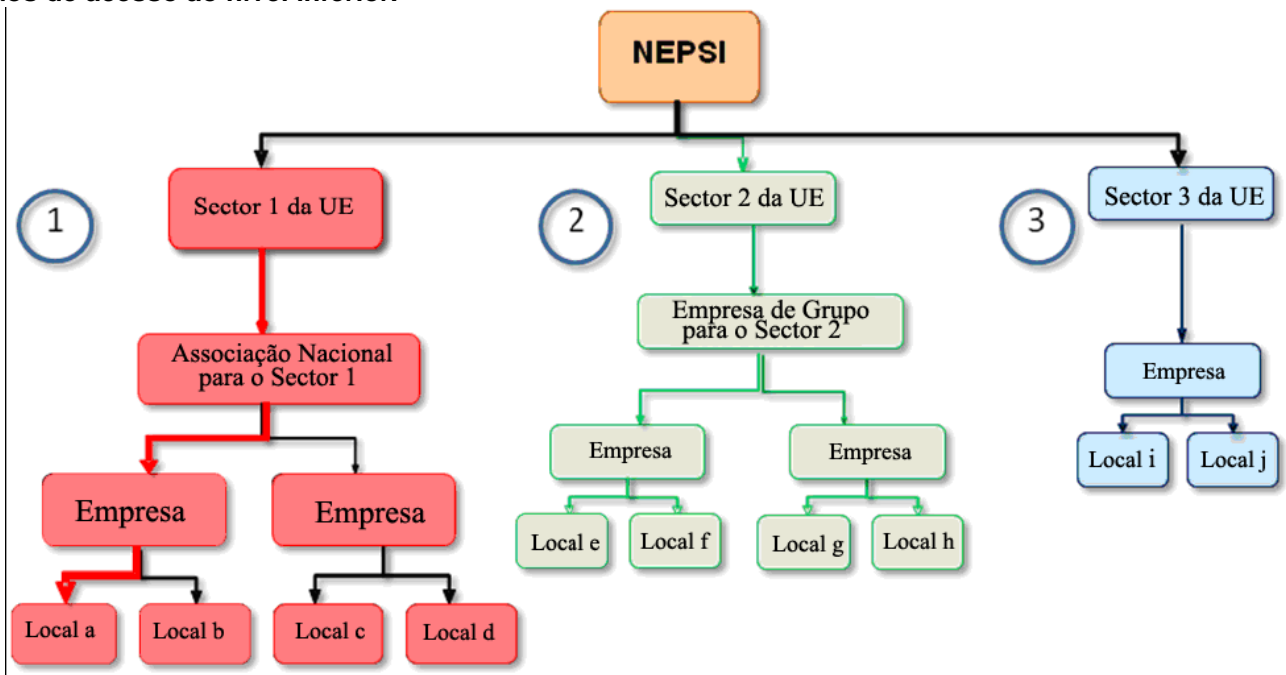 NEPSI
1
Sector 1 da UE
2
Sector 2 da UE
3
Sector 3 da UE
Associação Nacional
para o Sector 1
Empresa de Grupo
para o Sector 2
Empresa
Empresa
Empresa
Empresa
Empresa
Local i
Local j
Local e
Local f
Local g
Local h
Local a
Local b
Local c
Local d